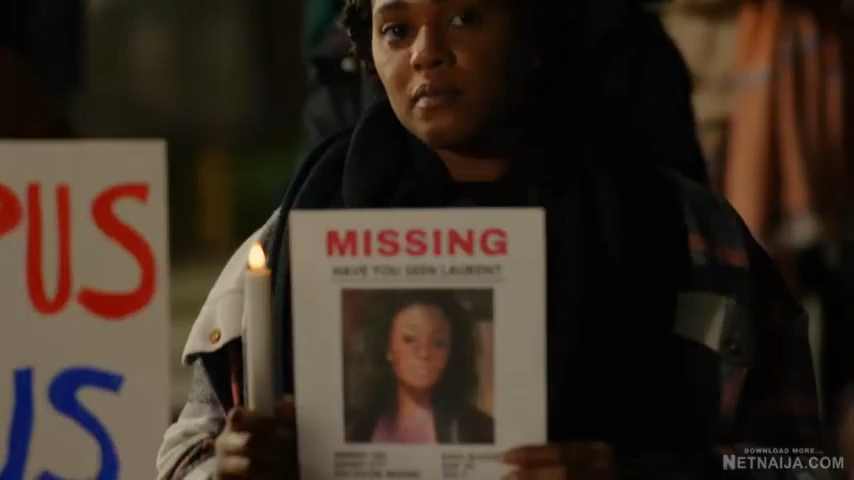 PUS
US
MISSING
HAVE YOU SEEN LAURENT
DOWNLOAD MORE...
NETNAIJA.COM